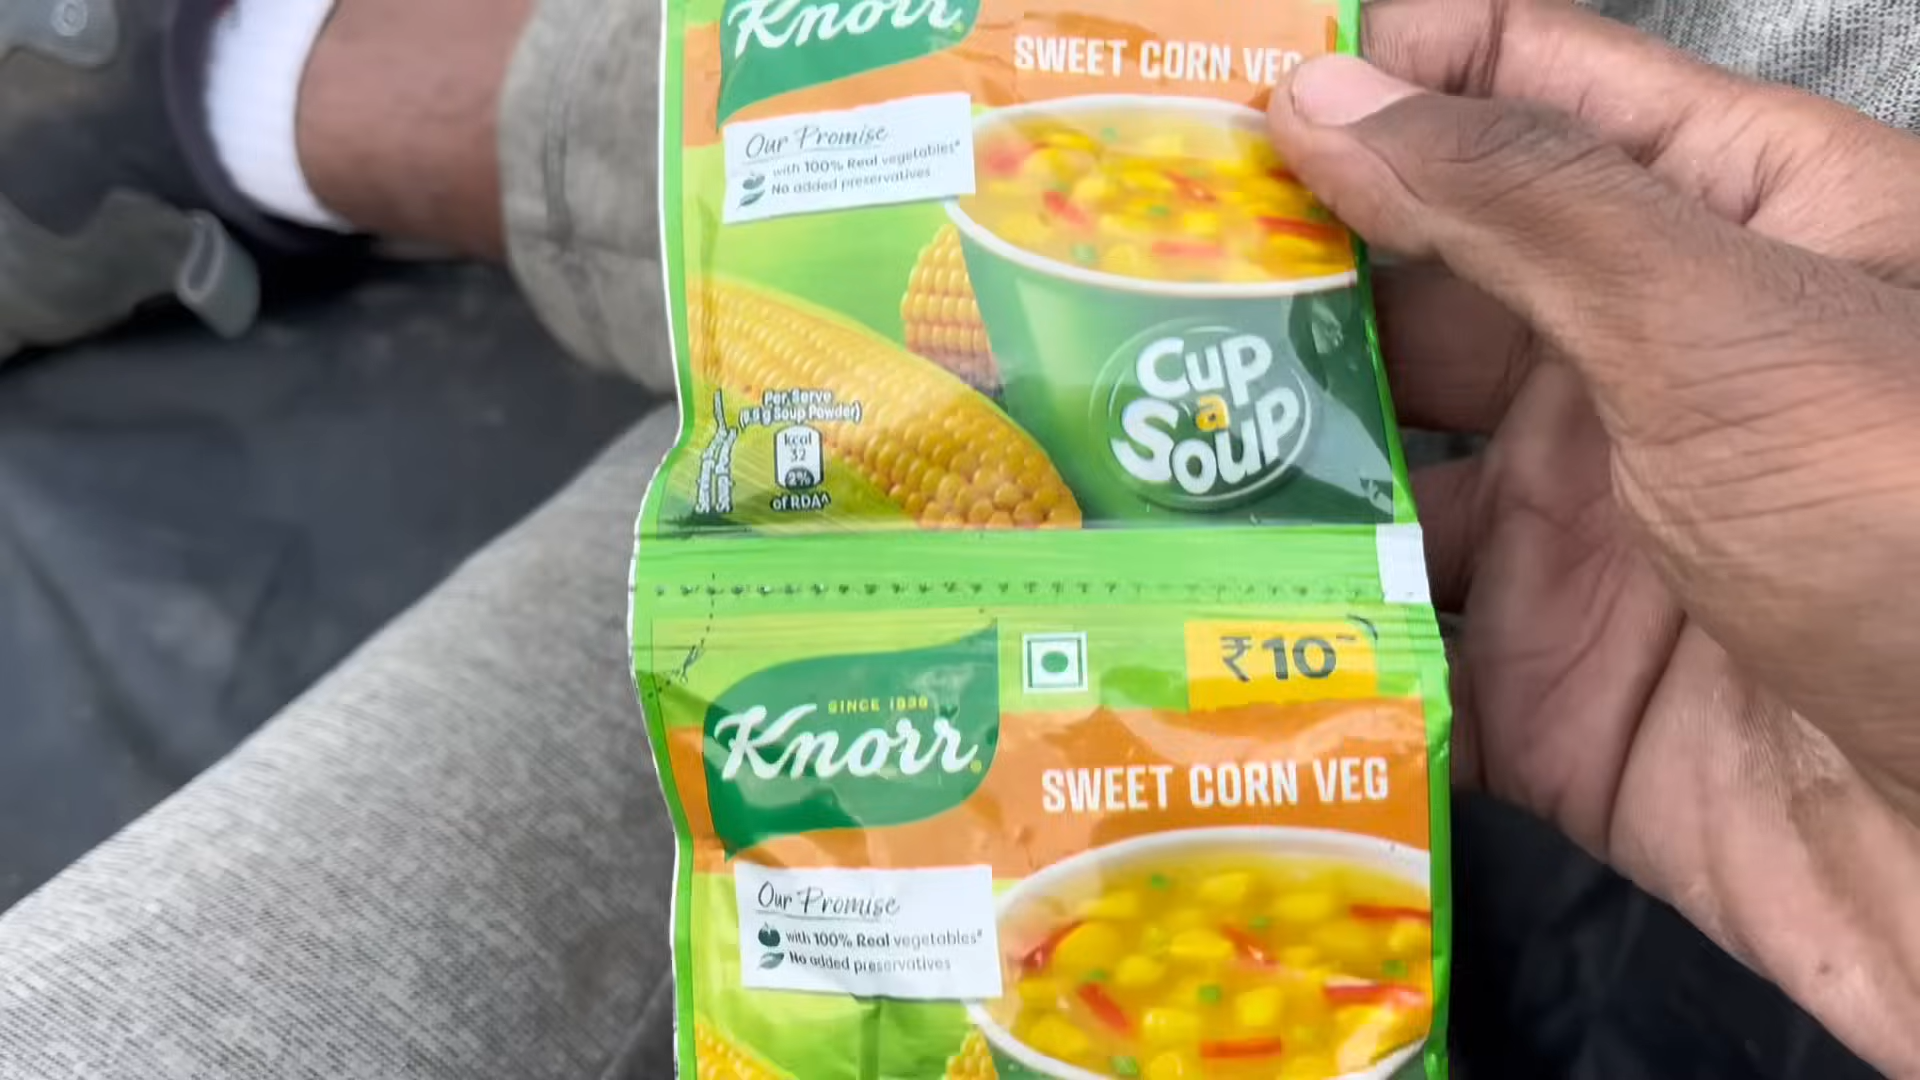 Knorr
SWEET CORN VEG
Our Promise
with 100% Real vegetables*
No added preservatives
Cup
a
Soup
Per Serve
Soup Powder)
kcal
32
2%
of RDA^
₹10
SINCE 1838
Knorr
SWEET CORN VEG
Our Promise
with 100% Real vegetables*
No added preservatives